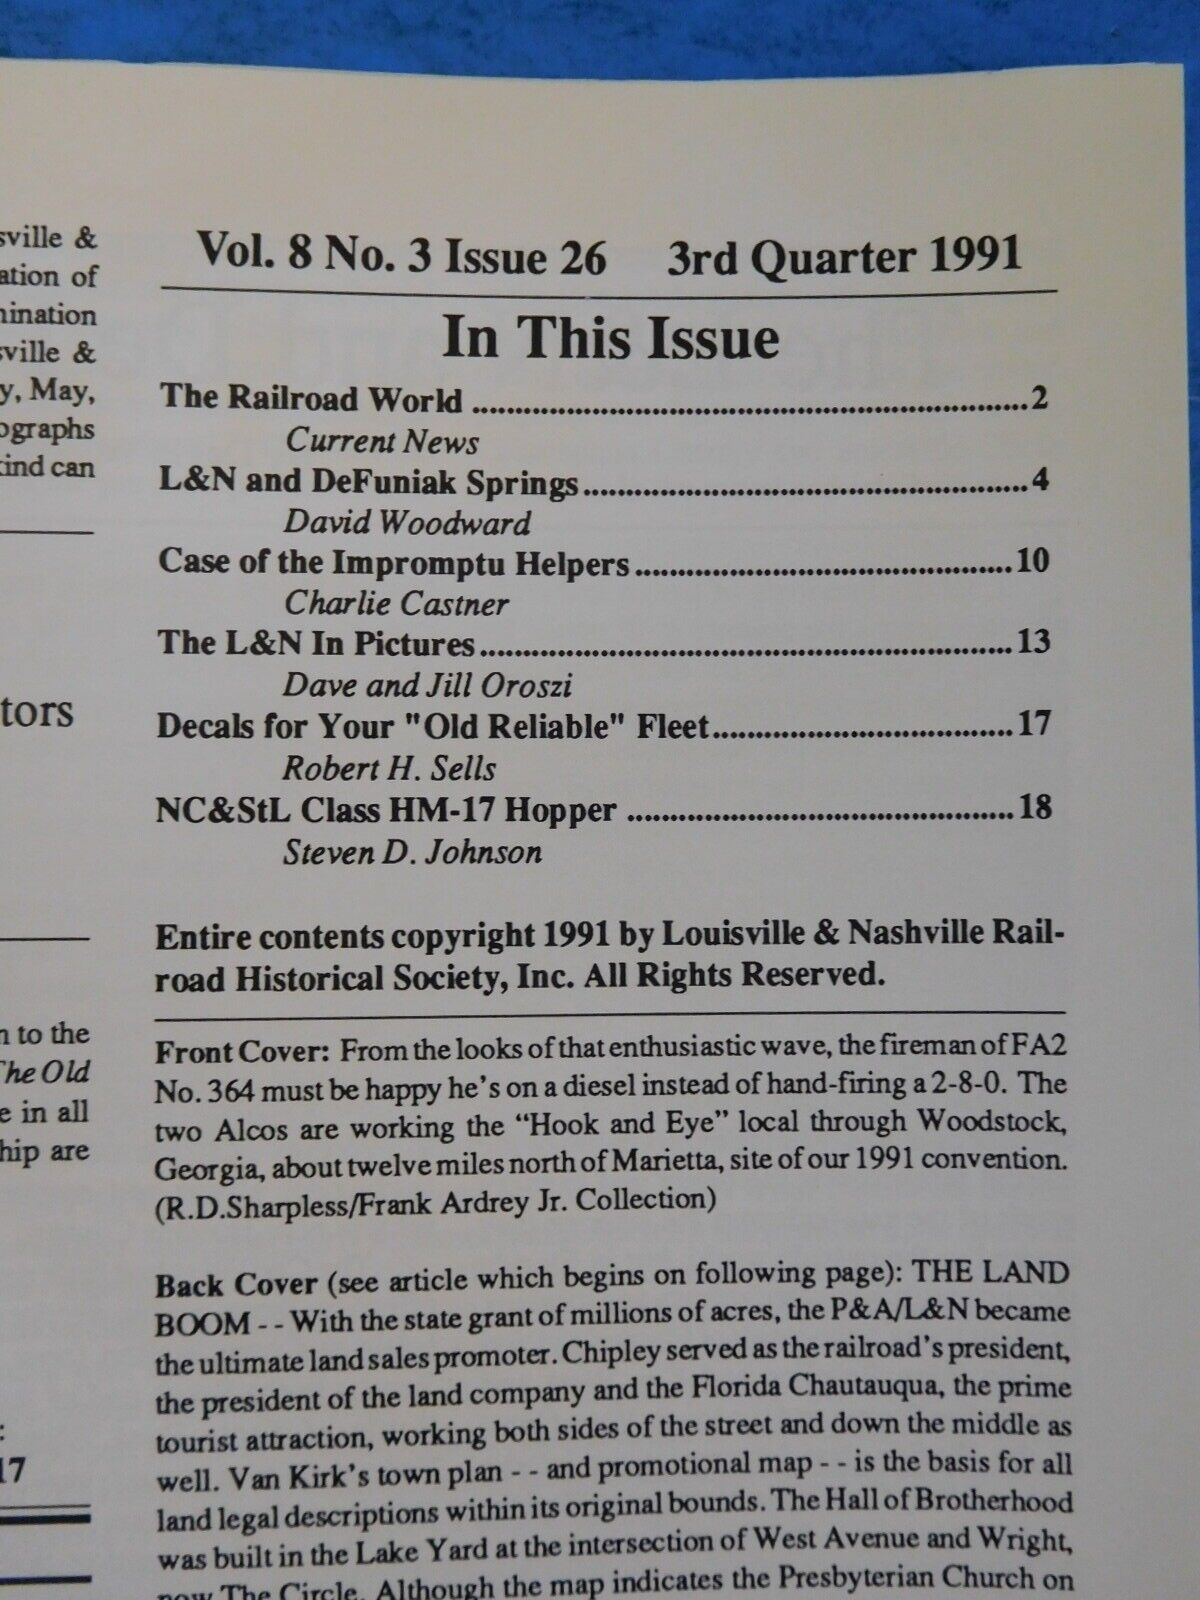 sville &
ation of
nination
sville &
y, May,
ographs
kind can
tors
n to the
The Old
e in all
hip are
:
17
Vol. 8 No. 3 Issue 26 3rd Quarter 1991
In This Issue
The Railroad World ........ 2
Current News
L&N and DeFuniak Springs ........ 4
David Woodward
Case of the Impromptu Helpers ........ 10
Charlie Castner
The L&N In Pictures ........ 13
Dave and Jill Oroszi
Decals for Your "Old Reliable" Fleet ........ 17
Robert H. Sells
NC&StL Class HM-17 Hopper ........ 18
Steven D. Johnson
Entire contents copyright 1991 by Louisville & Nashville Rail-
road Historical Society, Inc. All Rights Reserved.
Front Cover: From the looks of that enthusiastic wave, the fireman of FA2
No. 364 must be happy he's on a diesel instead of hand-firing a 2-8-0. The
two Alcos are working the "Hook and Eye" local through Woodstock,
Georgia, about twelve miles north of Marietta, site of our 1991 convention.
(R.D.Sharpless/Frank Ardrey Jr. Collection)
Back Cover (see article which begins on following page): THE LAND
BOOM - - With the state grant of millions of acres, the P&A/L&N became
the ultimate land sales promoter. Chipley served as the railroad's president,
the president of the land company and the Florida Chautauqua, the prime
tourist attraction, working both sides of the street and down the middle as
well. Van Kirk's town plan - - and promotional map - - is the basis for all
land legal descriptions within its original bounds. The Hall of Brotherhood
was built in the Lake Yard at the intersection of West Avenue and Wright,
now The Circle. Although the map indicates the Presbyterian Church on